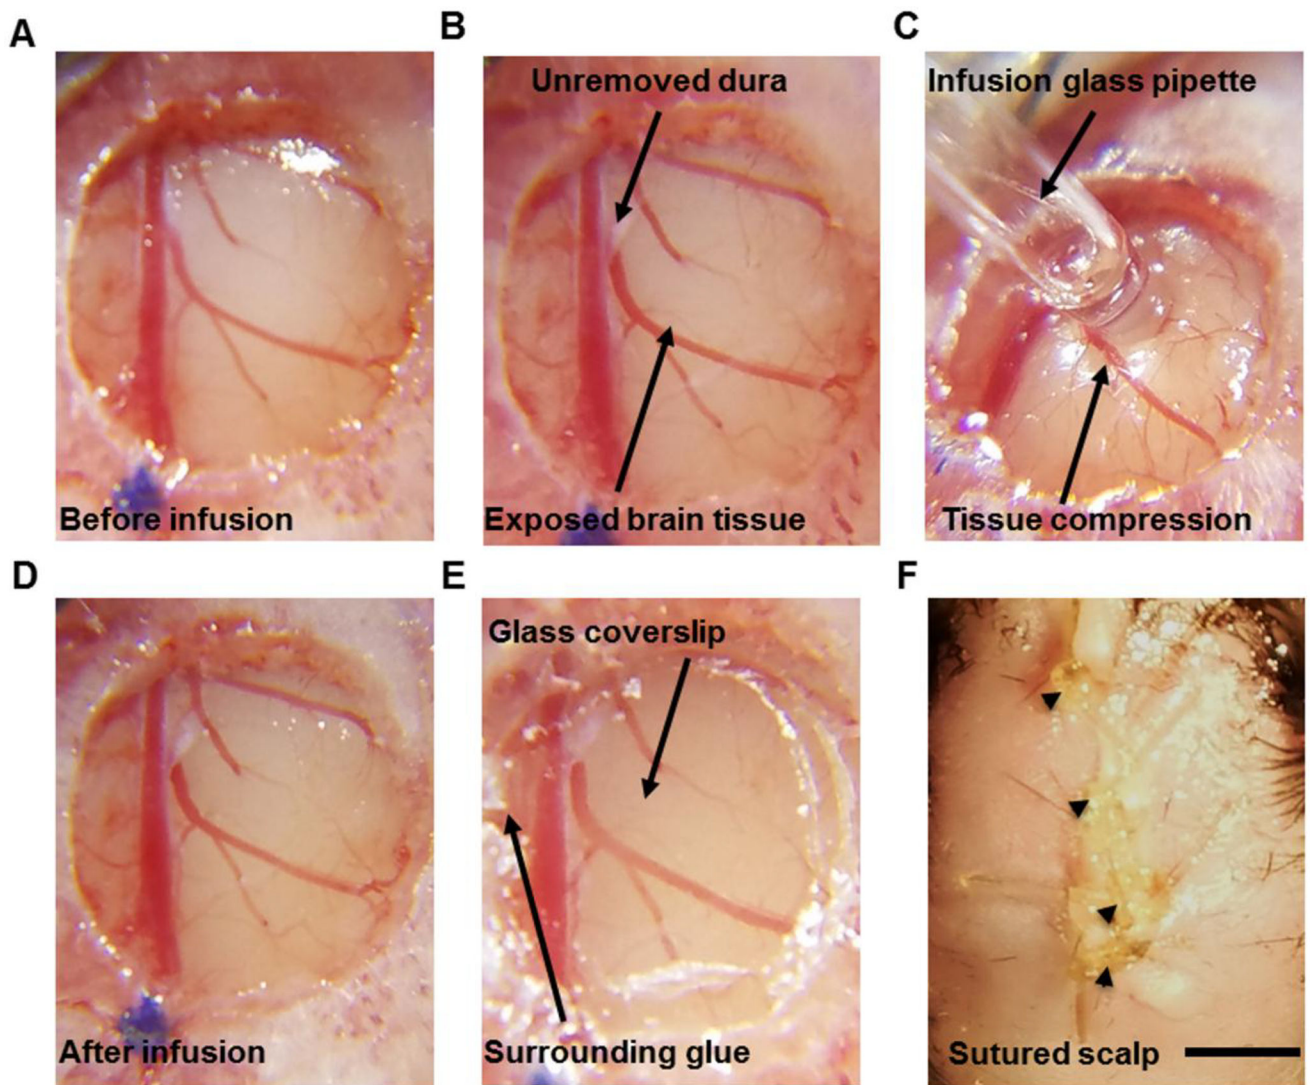 A
B
C
Unremoved dura
Infusion glass pipette
Before infusion
Exposed brain tissue
Tissue compression
D
E
F
Glass coverslip
After infusion
Surrounding glue
Sutured scalp